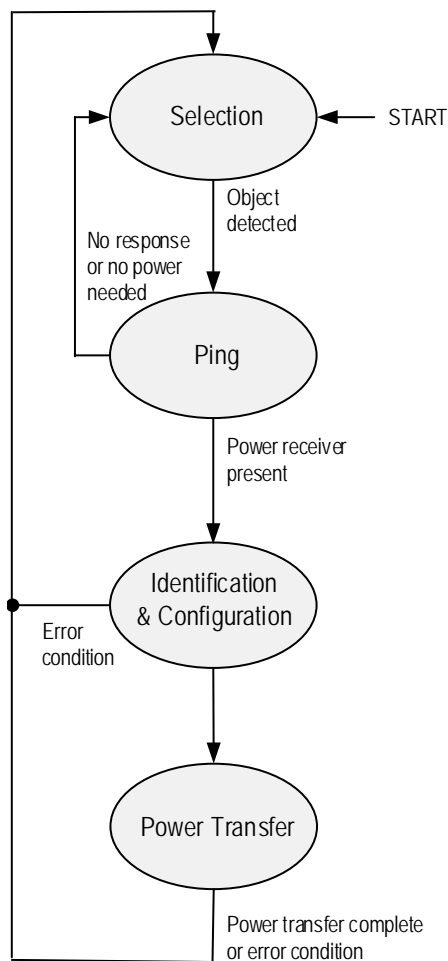 Selection
START
Object
detected
No response
or no power
needed
Ping
Power receiver
present
Identification
& Configuration
Error
condition
Power Transfer
Power transfer complete
or error condition